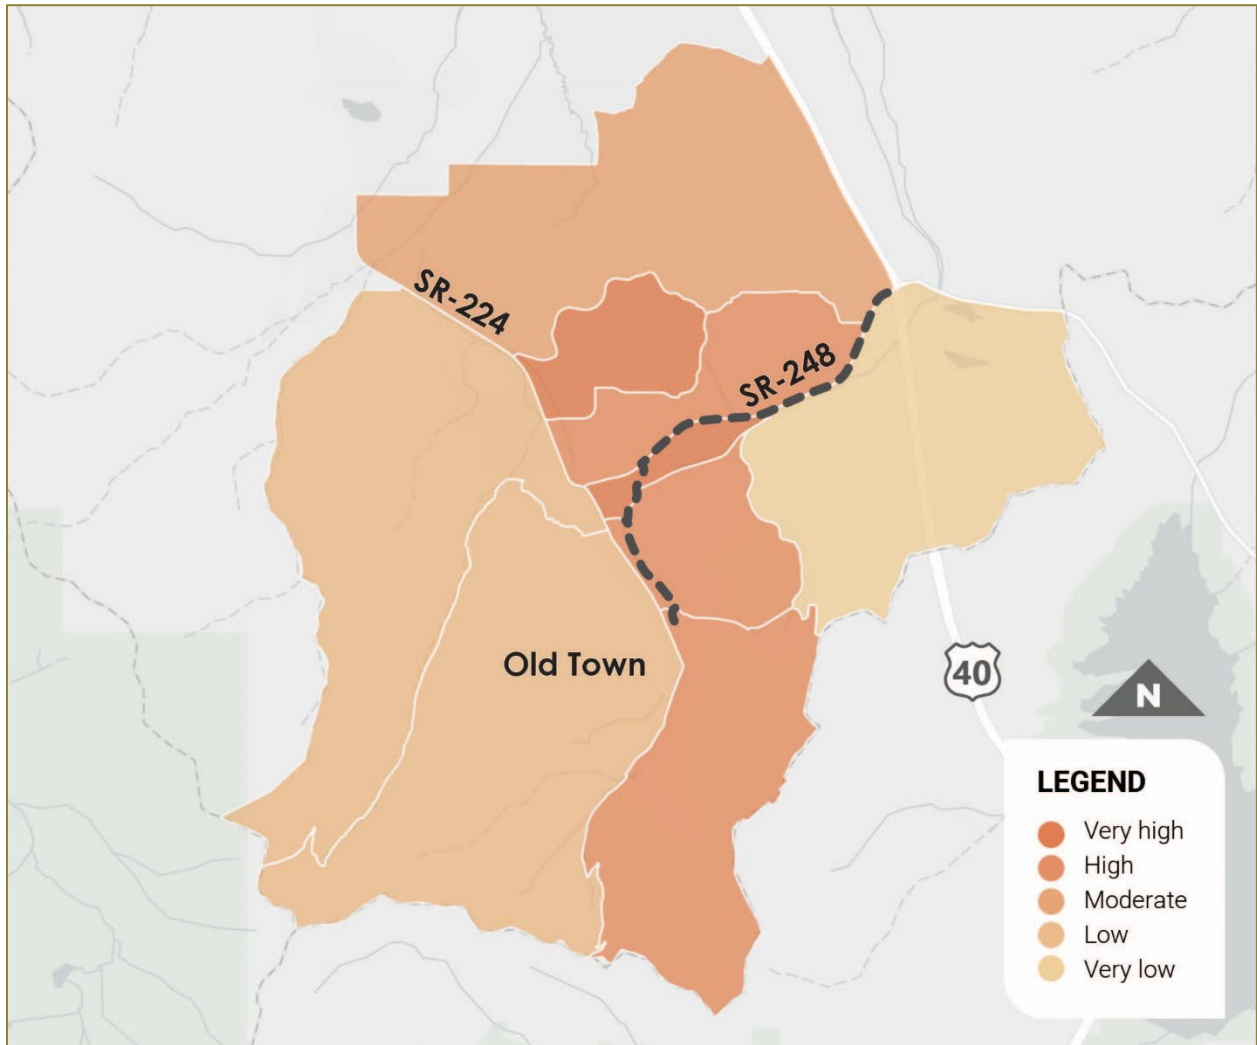 SR-224
SR-248
Old Town
40
N
LEGEND
Very high
High
Moderate
Low
Very low